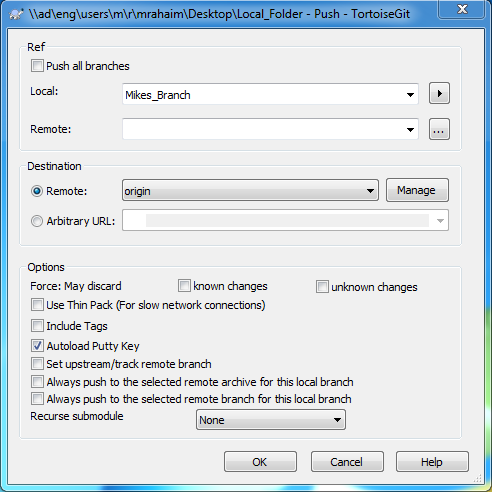 \\ad\eng\users\m\r\mrahaim\Desktop\Local_Folder - Push - TortoiseGit
Ref
Push all branches
Local:
Mikes_Branch
Remote:
...
Destination
Remote:
origin
Manage
Arbitrary URL:
Options
Force: May discard
known changes
unknown changes
Use Thin Pack (For slow network connections)
Include Tags
Autoload Putty Key
Set upstream/track remote branch
Always push to the selected remote archive for this local branch
Always push to the selected remote branch for this local branch
Recurse submodule
None
OK
Cancel
Help